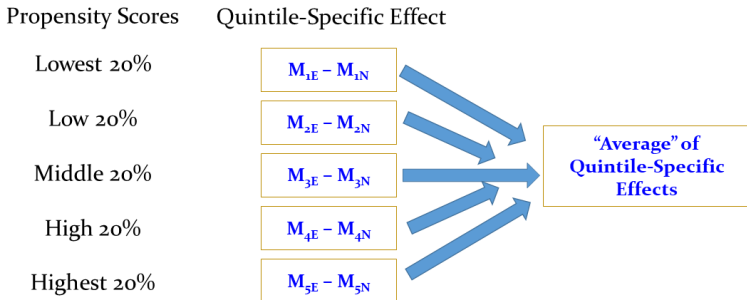 Propensity Scores Quintile-Specific Effect
Lowest 20% M1E – M1N
Low 20% M2E – M2N
Middle 20% M3E – M3N
High 20% M4E – M4N
Highest 20% M5E – M5N
“Average” of
Quintile-Specific
Effects